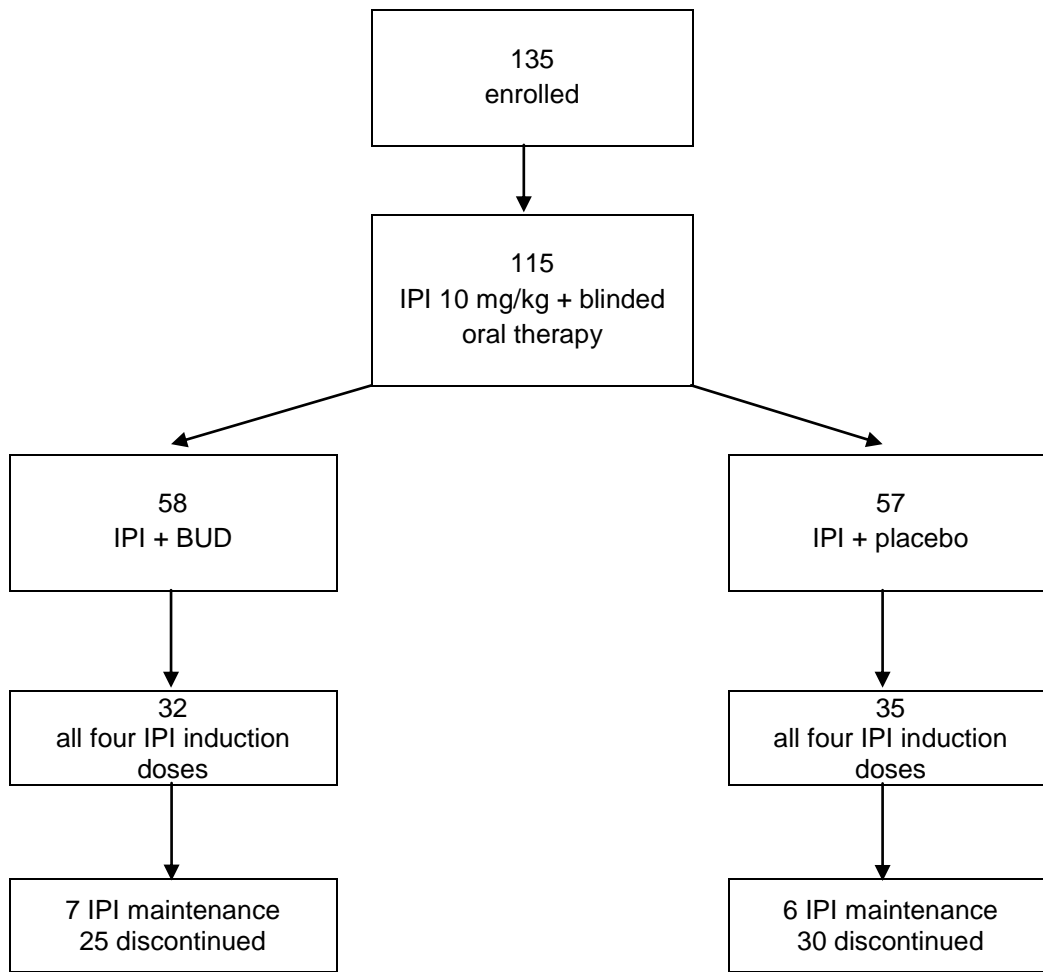 135
enrolled
115
IPI 10 mg/kg + blinded
oral therapy
58
IPI + BUD
57
IPI + placebo
32
all four IPI induction
doses
35
all four IPI induction
doses
7 IPI maintenance
25 discontinued
6 IPI maintenance
30 discontinued